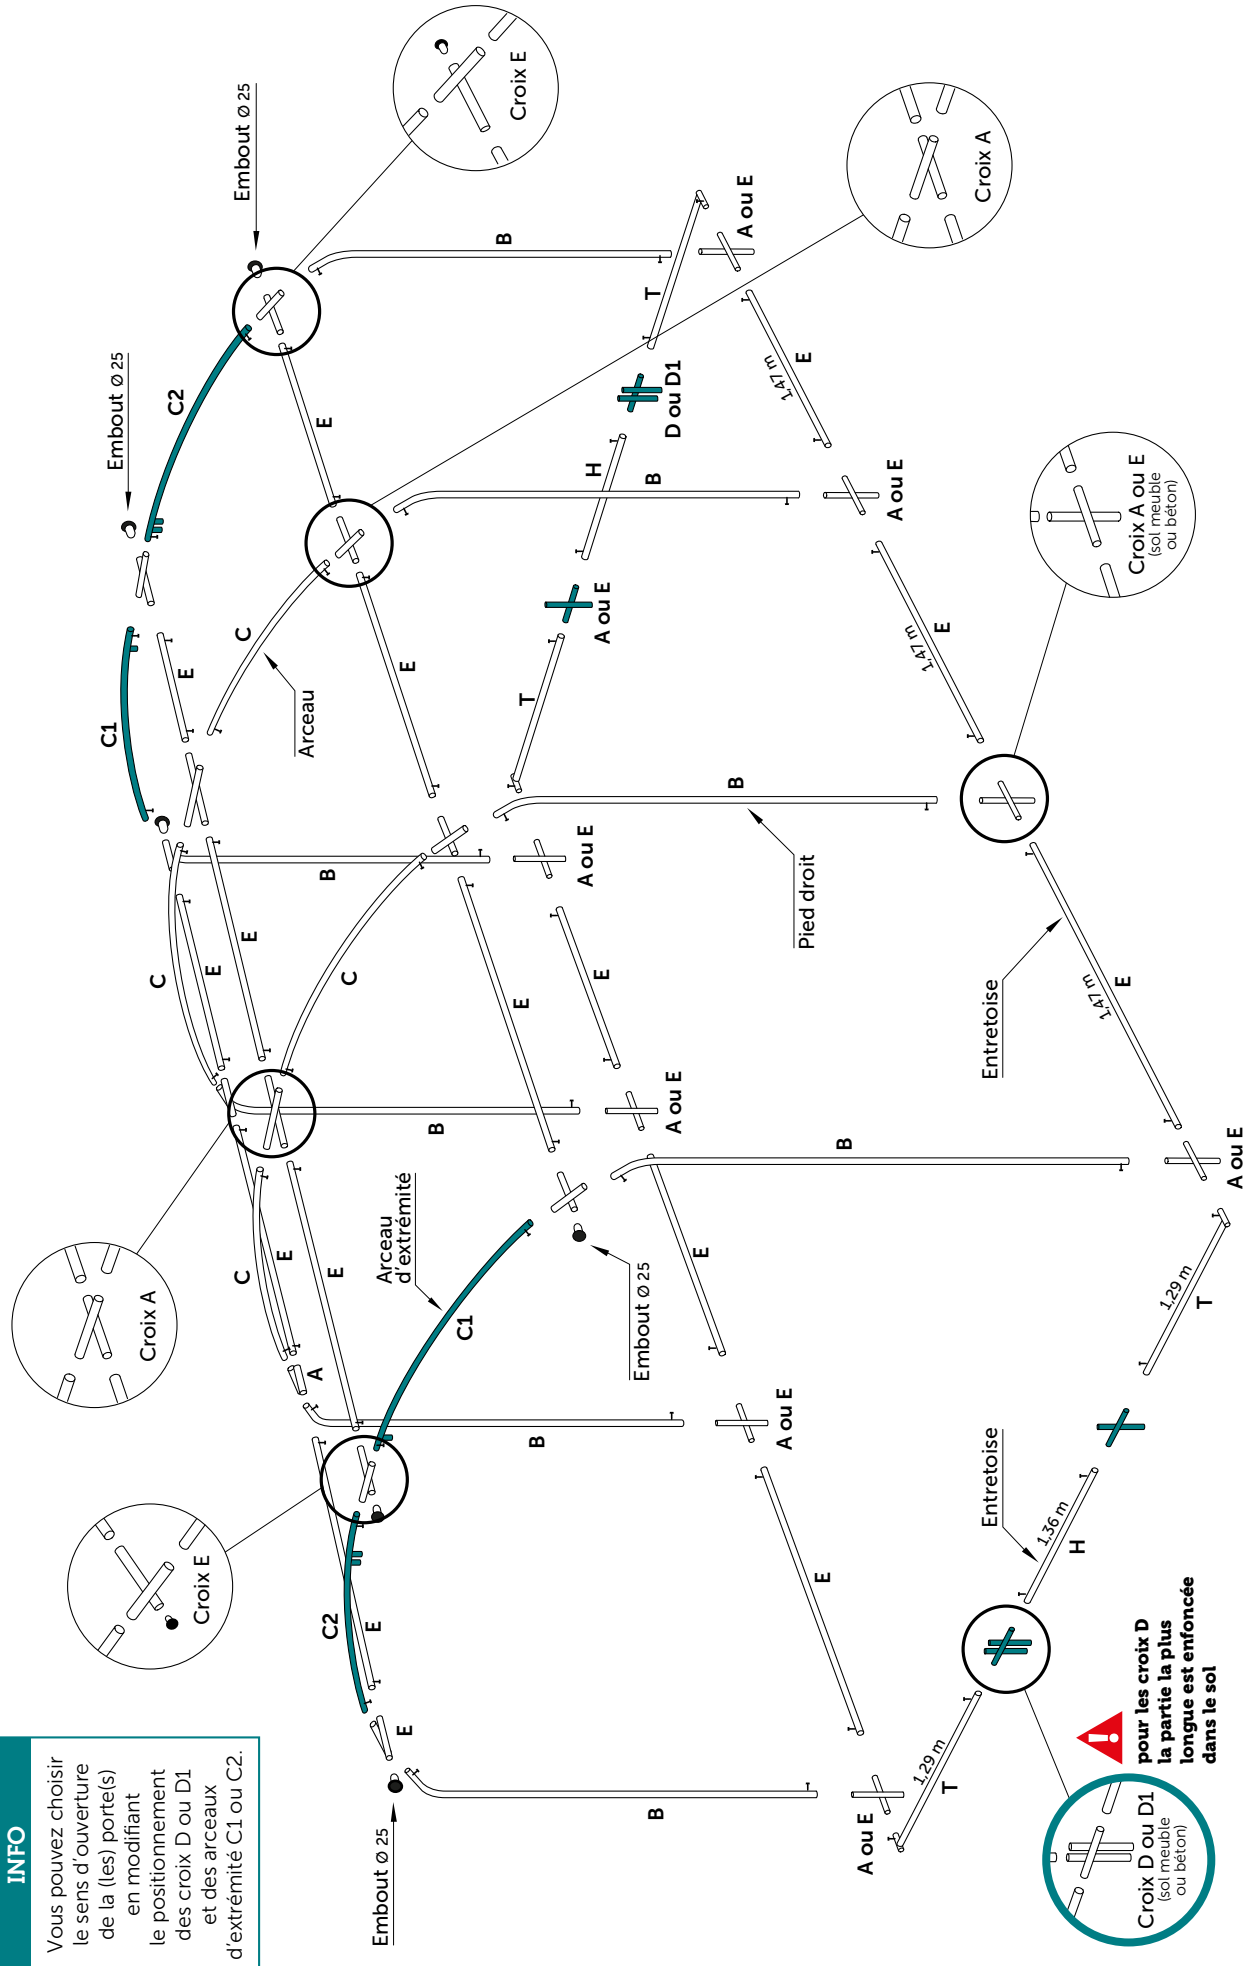 INFO
Vous pouvez choisir
le sens d'ouverture
de la (les) porte(s)
en modifiant
le positionnement
des croix D ou D1
et des arceaux
d'extrémité C1 ou C2.
Croix E
Croix A
Embout Ø 25
E
C2
E
A
C
E
E
C
E
E
C1
E
C1
Embout Ø 25
C2
Embout Ø 25
E
Croix E
Arceau
d'extrémité
C1
Embout Ø 25
C
E
E
C
Arceau
E
Croix A
B
B
B
B
B
Pied droit
B
B
B
A ou E
E
A ou E
E
A ou E
E
A ou E
T
A ou E
H
D ou D1
T
A ou E
1,47 m
E
A ou E
1,47 m
E
Croix A ou E
(sol meuble
ou béton)
Entretoise
1,47 m
E
A ou E
1,29 m
T
Entretoise
1,36 m
H
1,29 m
T
Croix D ou D1
(sol meuble
ou béton)
pour les croix D
la partie la plus
longue est enfoncée
dans le sol